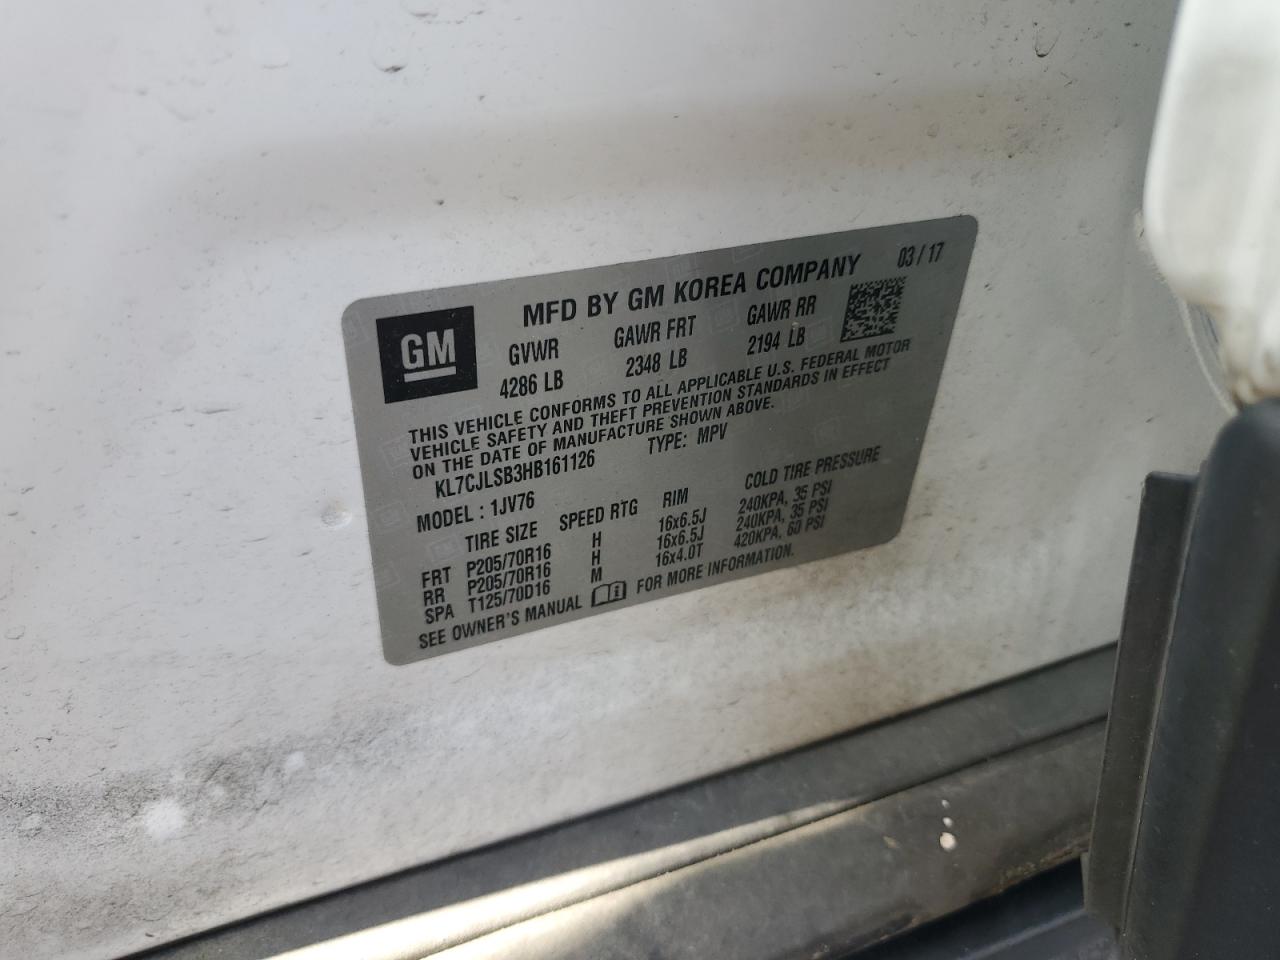 MFD BY GM KOREA COMPANY 03/17
GM
GVWR GAWR FRT GAWR RR
4286 LB 2348 LB 2194 LB
THIS VEHICLE CONFORMS TO ALL APPLICABLE U.S. FEDERAL MOTOR
VEHICLE SAFETY AND THEFT PREVENTION STANDARDS IN EFFECT
ON THE DATE OF MANUFACTURE SHOWN ABOVE.
KL7CJLSB3HB161126 TYPE: MPV
MODEL : 1JV76
TIRE SIZE SPEED RTG RIM COLD TIRE PRESSURE
FRT P205/70R16 H 16x6.5J 240KPA, 35 PSI
RR P205/70R16 H 16x6.5J 240KPA, 35 PSI
SPA T125/70D16 M 16x4.0T 420KPA, 60 PSI
SEE OWNER'S MANUAL FOR MORE INFORMATION.